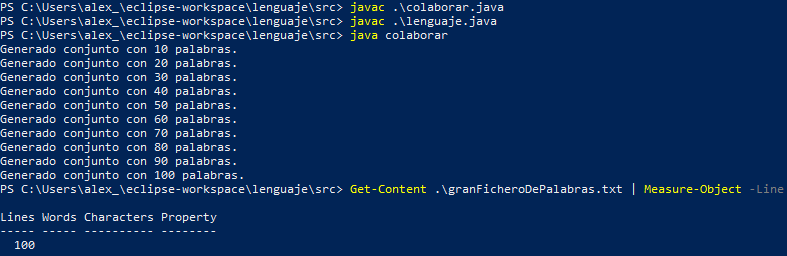 PS C:\Users\alex_\eclipse-workspace\lenguaje\src> javac .\colaborar.java
PS C:\Users\alex_\eclipse-workspace\lenguaje\src> javac .\lenguaje.java
PS C:\Users\alex_\eclipse-workspace\lenguaje\src> java colaborar
Generado conjunto con 10 palabras.
Generado conjunto con 20 palabras.
Generado conjunto con 30 palabras.
Generado conjunto con 40 palabras.
Generado conjunto con 50 palabras.
Generado conjunto con 60 palabras.
Generado conjunto con 70 palabras.
Generado conjunto con 80 palabras.
Generado conjunto con 90 palabras.
Generado conjunto con 100 palabras.
PS C:\Users\alex_\eclipse-workspace\lenguaje\src> Get-Content .\granFicheroDePalabras.txt | Measure-Object -Line
Lines Words Characters Property
----- ----- ---------- --------
100